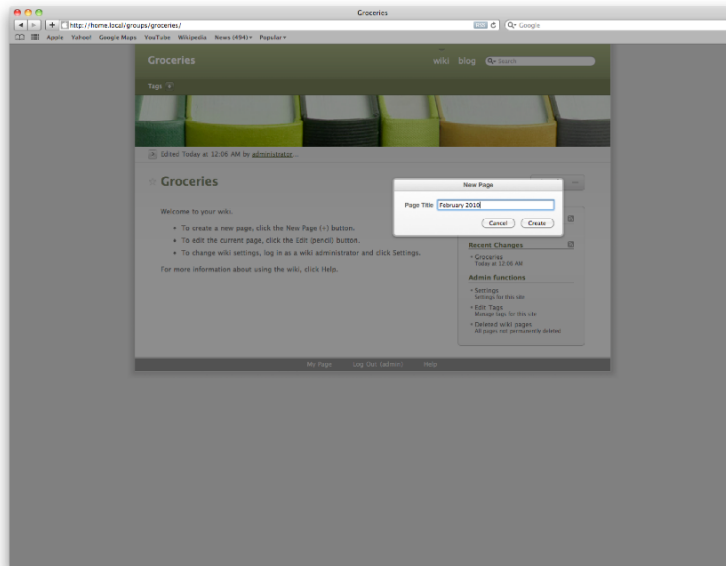 Groceries
http://home.local/groups/groceries/
Google
Apple Yahoo! Google Maps YouTube Wikipedia News (494) Popular
Groceries
wiki blog Search
Tags
Edited Today at 12:06 AM by administrator...
Groceries
New Page
Page Title February 2010
Cancel Create
Welcome to your wiki.
• To create a new page, click the New Page (+) button.
• To edit the current page, click the Edit (pencil) button.
• To change wiki settings, log in as a wiki administrator and click Settings.
For more information about using the wiki, click Help.
Recent Changes
• Groceries
Today at 12:06 AM
Admin functions
• Settings
Settings for this site
• Edit Tags
Manage tags for this site
• Deleted wiki pages
All pages not permanently deleted
My Page Log Out (admin) Help